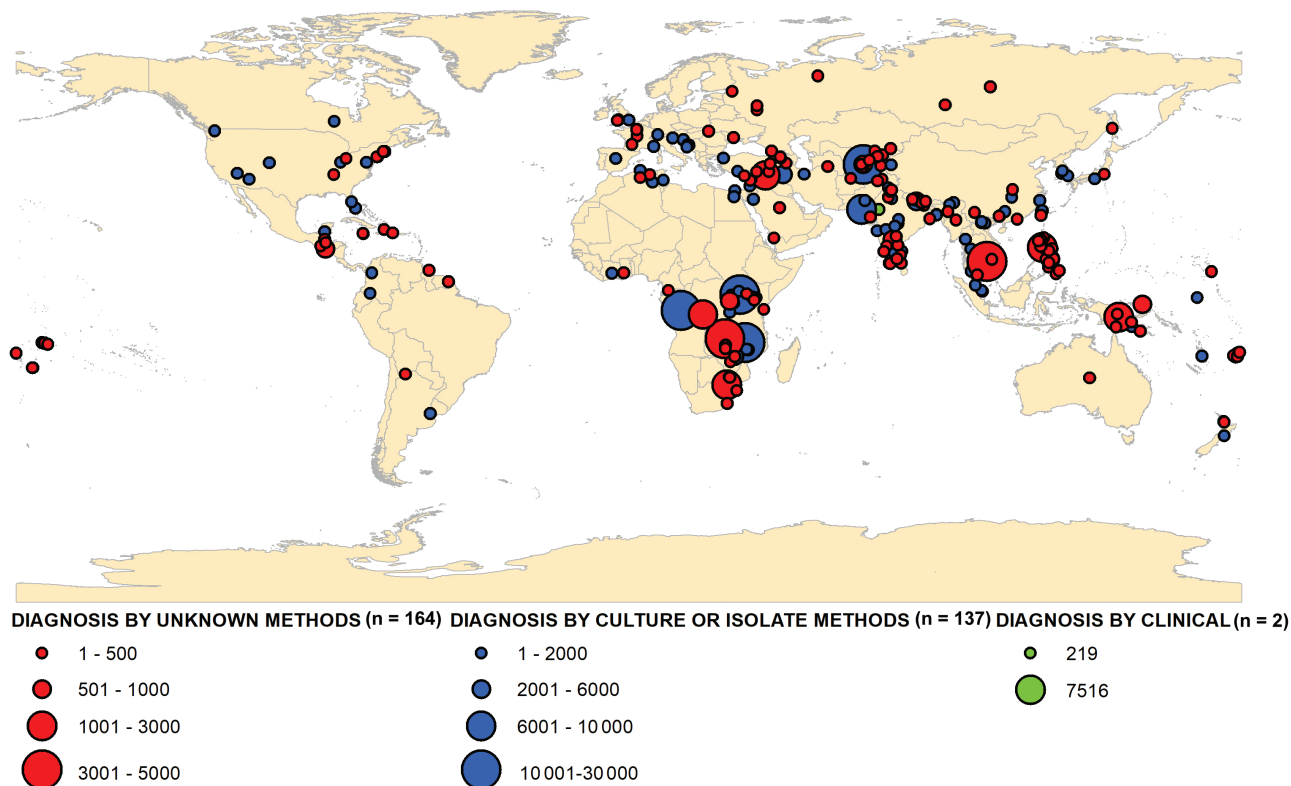 DIAGNOSIS BY UNKNOWN METHODS (n = 164) DIAGNOSIS BY CULTURE OR ISOLATE METHODS (n = 137) DIAGNOSIS BY CLINICAL (n = 2)
1 - 500 1 - 2000 219
501 - 1000 2001 - 6000 7516
1001 - 3000 6001 - 10 000
3001 - 5000 10 001-30 000